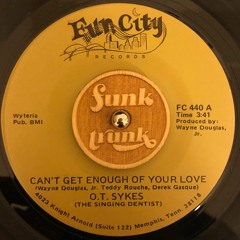 Fun City
RECORDS
Wyteria
Pub. BMI
FC 440 A
Time 3:41
Produced by:
Wayne Douglas,
Jr.
funk
trunk
CAN'T GET ENOUGH OF YOUR LOVE
(Wayne Douglas, Jr. Teddy Rouche, Derek Gasque)
O.T. SYKES
(THE SINGING DENTIST)
4023 Knight Arnold (Suite 122) Memphis, Tenn. 38118